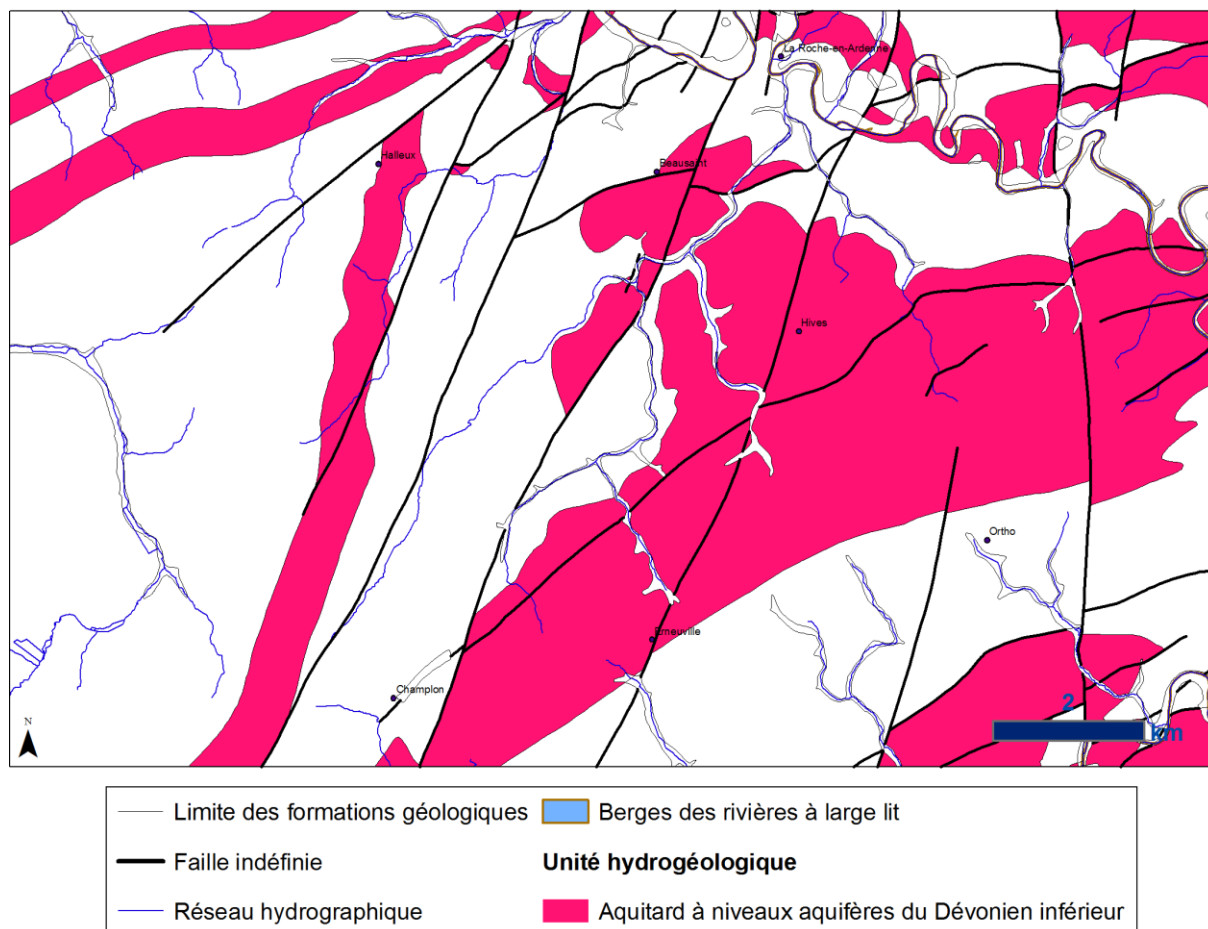 La Roche-en-Ardenne
Halleux
Beausaint
Hives
Ortho
Erneuville
Champlon
N
2
km
Limite des formations géologiques
Berges des rivières à large lit
Faille indéfinie
Unité hydrogéologique
Réseau hydrographique
Aquitard à niveaux aquifères du Dévonien inférieur